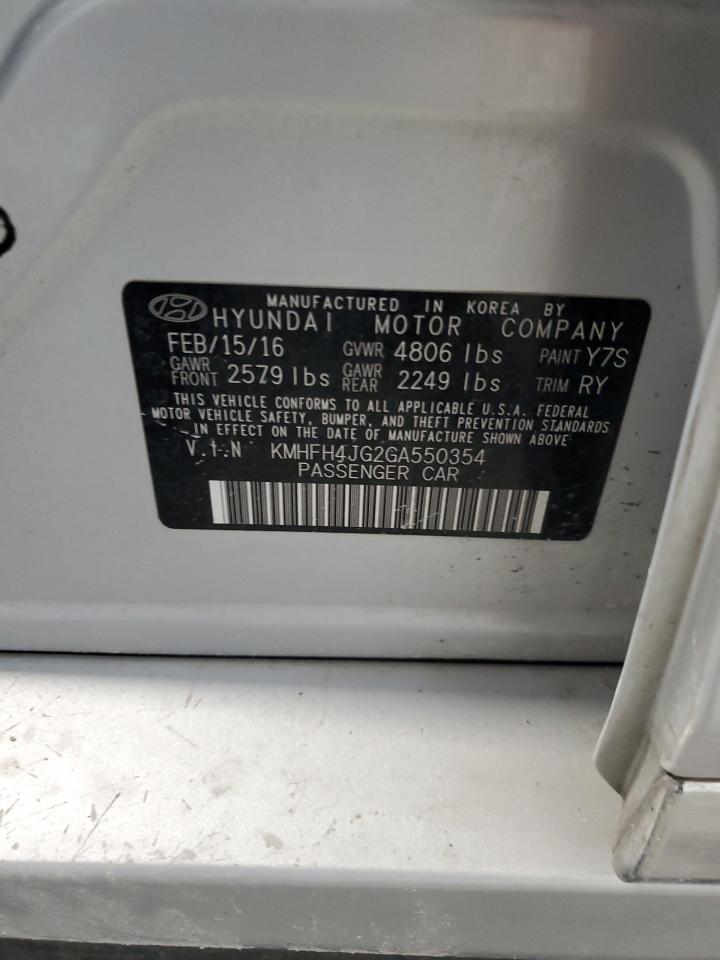 MANUFACTURED IN KOREA BY
HYUNDAI MOTOR COMPANY
FEB/15/16 GVWR 4806 lbs PAINT Y7S
GAWR FRONT 2579 lbs GAWR REAR 2249 lbs TRIM RY
THIS VEHICLE CONFORMS TO ALL APPLICABLE U.S.A. FEDERAL
MOTOR VEHICLE SAFETY, BUMPER, AND THEFT PREVENTION STANDARDS
IN EFFECT ON THE DATE OF MANUFACTURE SHOWN ABOVE
V.I.N KMHFH4JG2GA550354
PASSENGER CAR